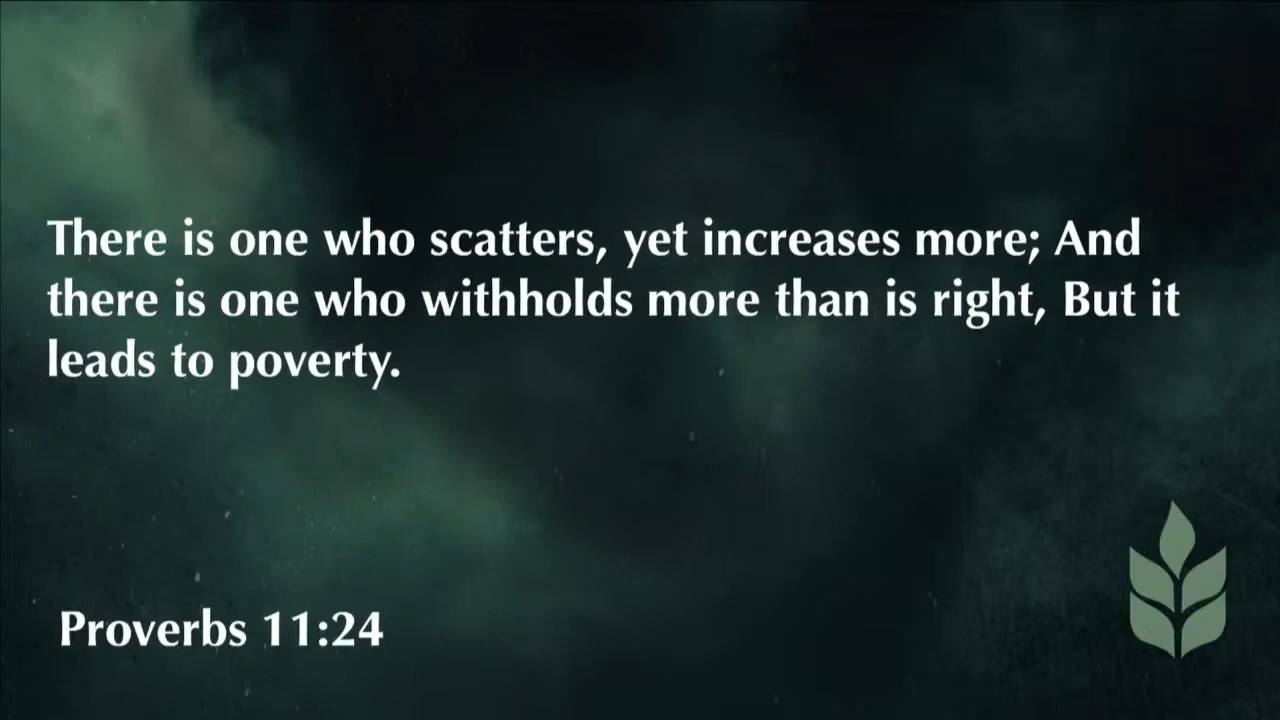 There is one who scatters, yet increases more; And
there is one who withholds more than is right, But it
leads to poverty.
Proverbs 11:24